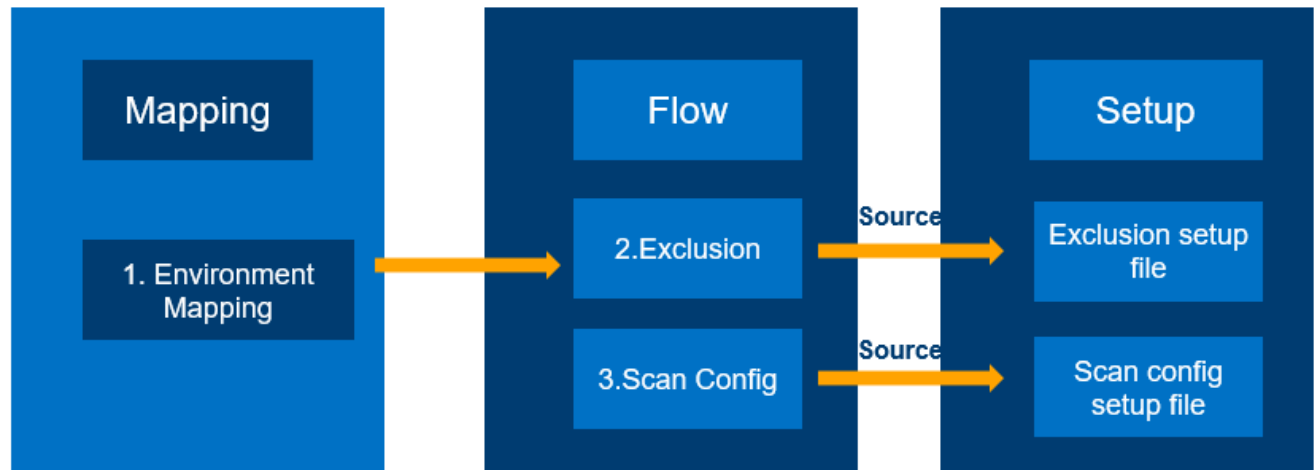 Mapping
1. Environment
Mapping
Flow
2.Exclusion
3.Scan Config
Source
Source
Setup
Exclusion setup
file
Scan config
setup file